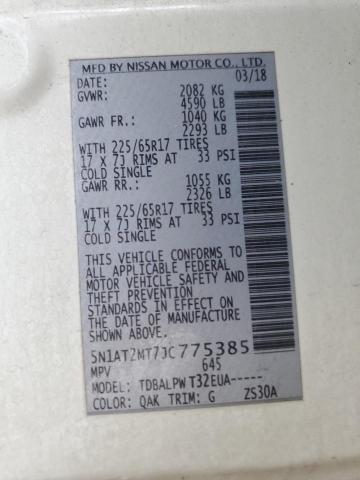 MFD BY NISSAN MOTOR CO., LTD.
DATE: 03/18
GVWR: 2082 KG
4590 LB
GAWR FR.: 1040 KG
2293 LB
WITH 225/65R17 TIRES
17 X 7J RIMS AT 33 PSI
COLD SINGLE
GAWR RR.: 1055 KG
2326 LB
WITH 225/65R17 TIRES
17 X 7J RIMS AT 33 PSI
COLD SINGLE
THIS VEHICLE CONFORMS TO
ALL APPLICABLE FEDERAL
MOTOR VEHICLE SAFETY AND
THEFT PREVENTION
STANDARDS IN EFFECT ON
THE DATE OF MANUFACTURE
SHOWN ABOVE.
5N1AT2MT7JC775385
MPV 645
MODEL: TDBALPW T32EUA-----
COLOR: QAK TRIM: G ZS30A